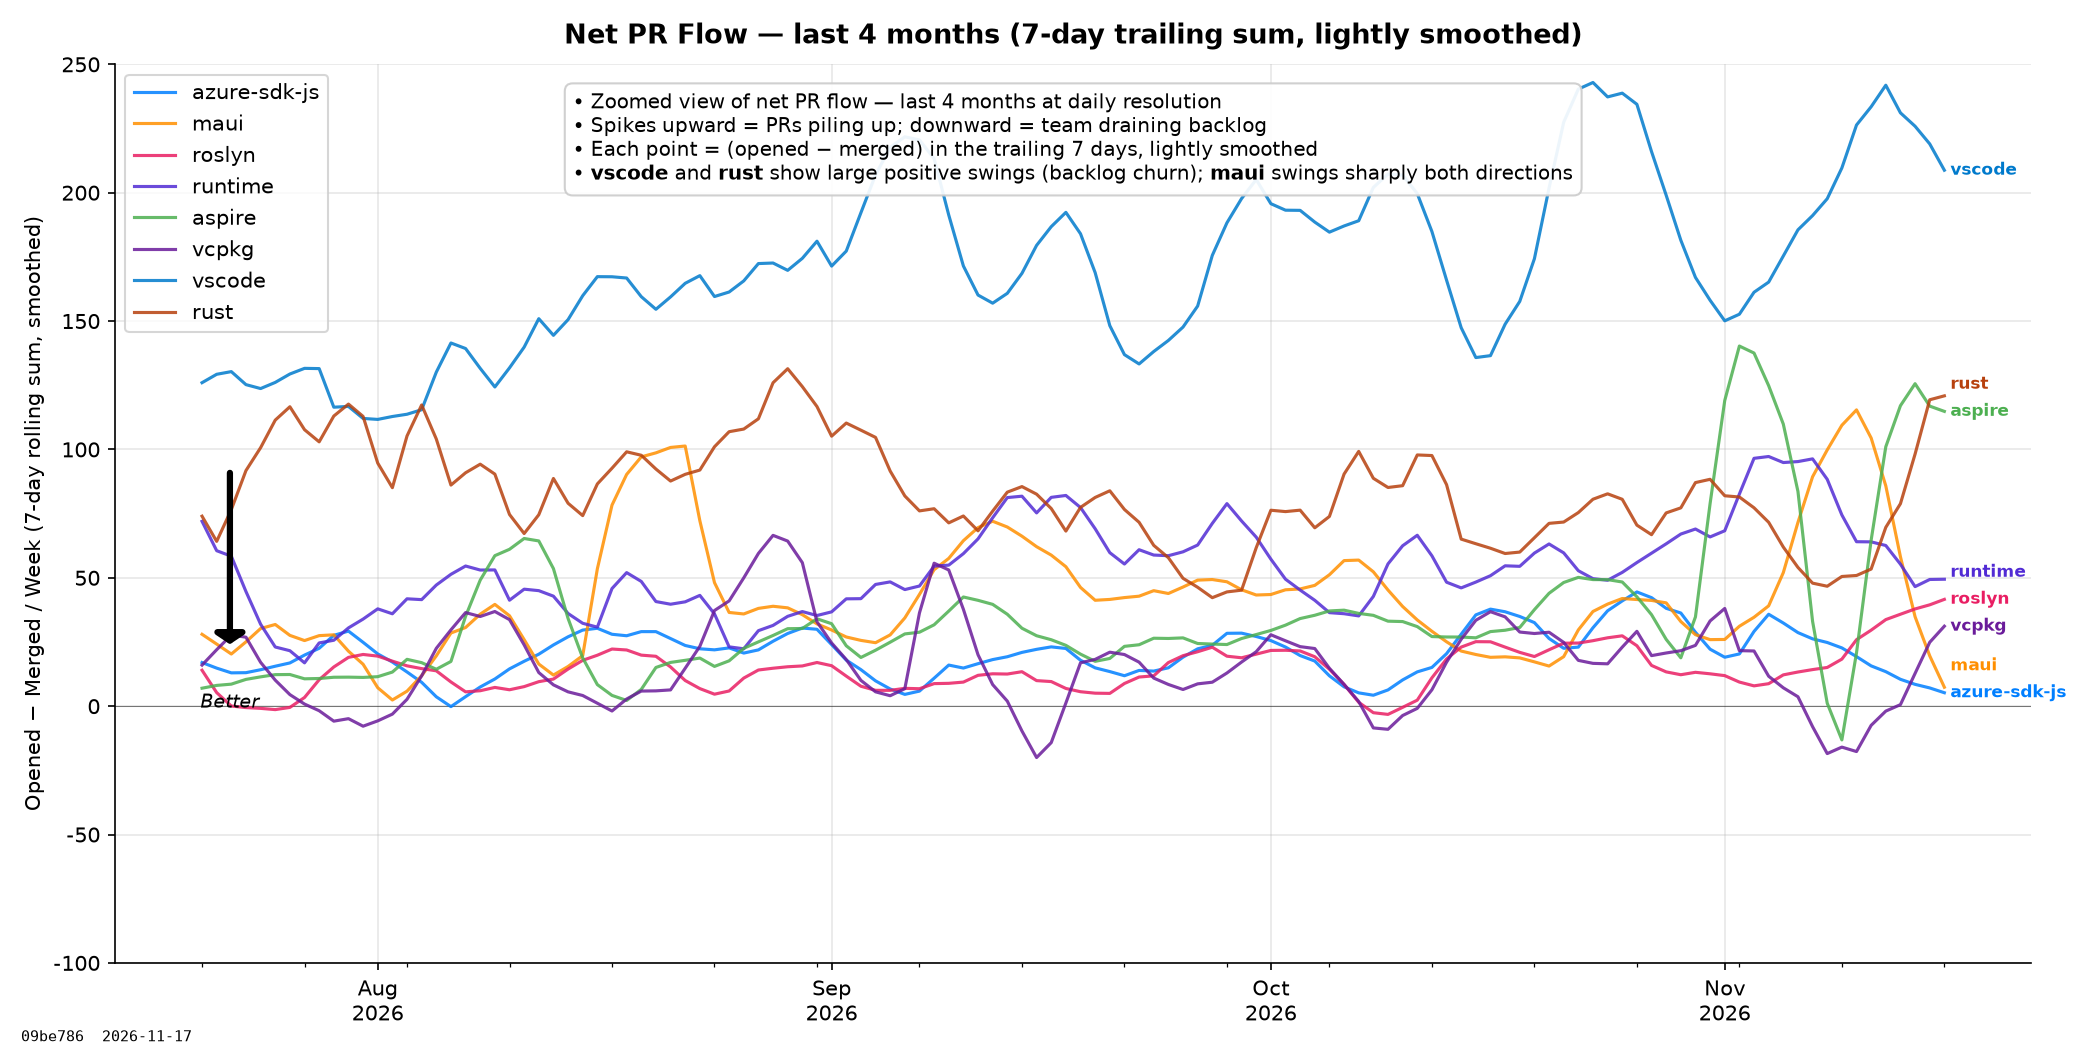 Net PR Flow — last 4 months (7-day trailing sum, lightly smoothed)
azure-sdk-js
maui
roslyn
runtime
aspire
vcpkg
vscode
rust
• Zoomed view of net PR flow — last 4 months at daily resolution
• Spikes upward = PRs piling up; downward = team draining backlog
• Each point = (opened − merged) in the trailing 7 days, lightly smoothed
• vscode and rust show large positive swings (backlog churn); maui swings sharply both directions
Opened − Merged / Week (7-day rolling sum, smoothed)
250
200
150
100
50
0
-50
-100
Better
vscode
rust
aspire
runtime
roslyn
vcpkg
maui
azure-sdk-js
Aug
2026
Sep
2026
Oct
2026
Nov
2026
09be786  2026-11-17